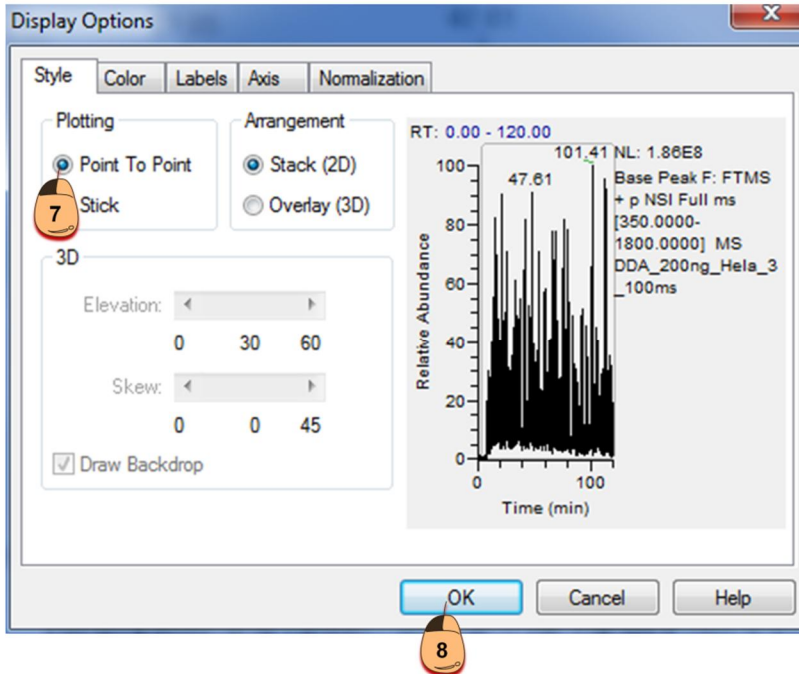 Display Options
Style Color Labels Axis Normalization
Plotting
Point To Point
Stick
7
Arrangement
Stack (2D)
Overlay (3D)
3D
Elevation:
0 30 60
Skew:
0 0 45
Draw Backdrop
RT: 0.00 - 120.00
101.41 NL: 1.86E8
47.61 Base Peak F: FTMS
+ p NSI Full ms
[350.0000-
1800.0000] MS
DDA_200ng_Hela_3
_100ms
100
80
60
40
20
0
Relative Abundance
0 100
Time (min)
OK Cancel Help
8